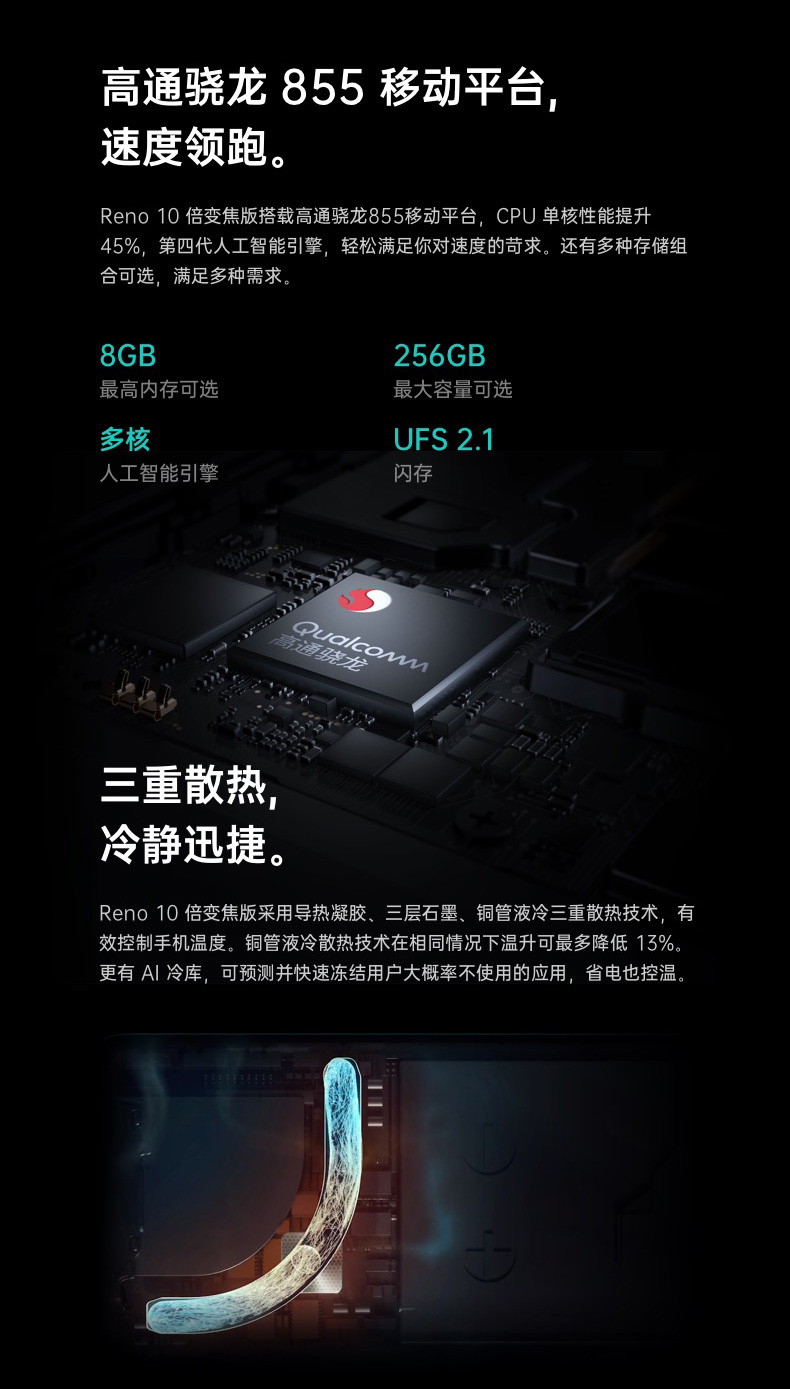 高通骁龙 855 移动平台,
速度领跑。
Reno 10 倍变焦版搭载高通骁龙855移动平台，CPU 单核性能提升
45%，第四代人工智能引擎，轻松满足你对速度的苛求。还有多种存储组
合可选，满足多种需求。
8GB
最高内存可选
256GB
最大容量可选
多核
人工智能引擎
UFS 2.1
闪存
Qualcomm
高通骁龙
三重散热,
冷静迅捷。
Reno 10 倍变焦版采用导热凝胶、三层石墨、铜管液冷三重散热技术，有
效控制手机温度。铜管液冷散热技术在相同情况下温升可最多降低 13%。
更有 AI 冷库，可预测并快速冻结用户大概率不使用的应用，省电也控温。